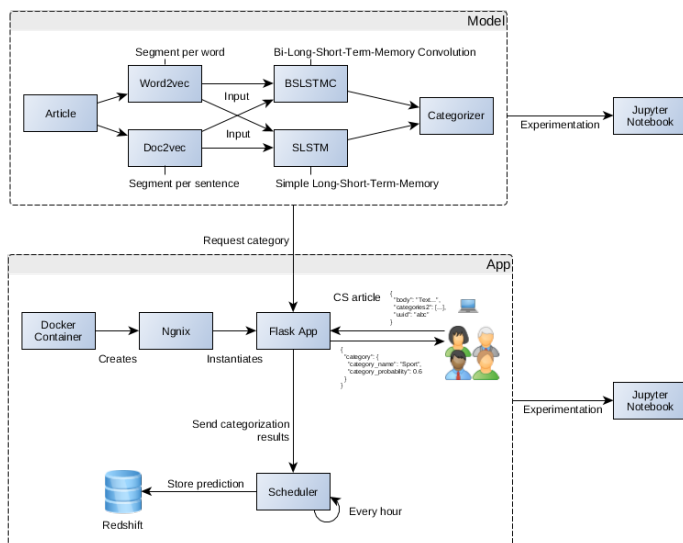 Model
Segment per word
Bi-Long-Short-Term-Memory Convolution
Word2vec
BSLSTMC
Input
Article
Categorizer
Jupyter
Notebook
Experimentation
Input
Doc2vec
SLSTM
Segment per sentence
Simple Long-Short-Term-Memory
Request category
App
CS article
{
"body": "Text...",
"categories2": [...],
"uuid": "abc"
}
Docker
Container
Ngnix
Flask App
Creates
Instantiates
{
"category": {
"category_name": "Sport",
"category_probability": 0.6
}
}
Jupyter
Notebook
Experimentation
Send categorization
results
Store prediction
Scheduler
Redshift
Every hour